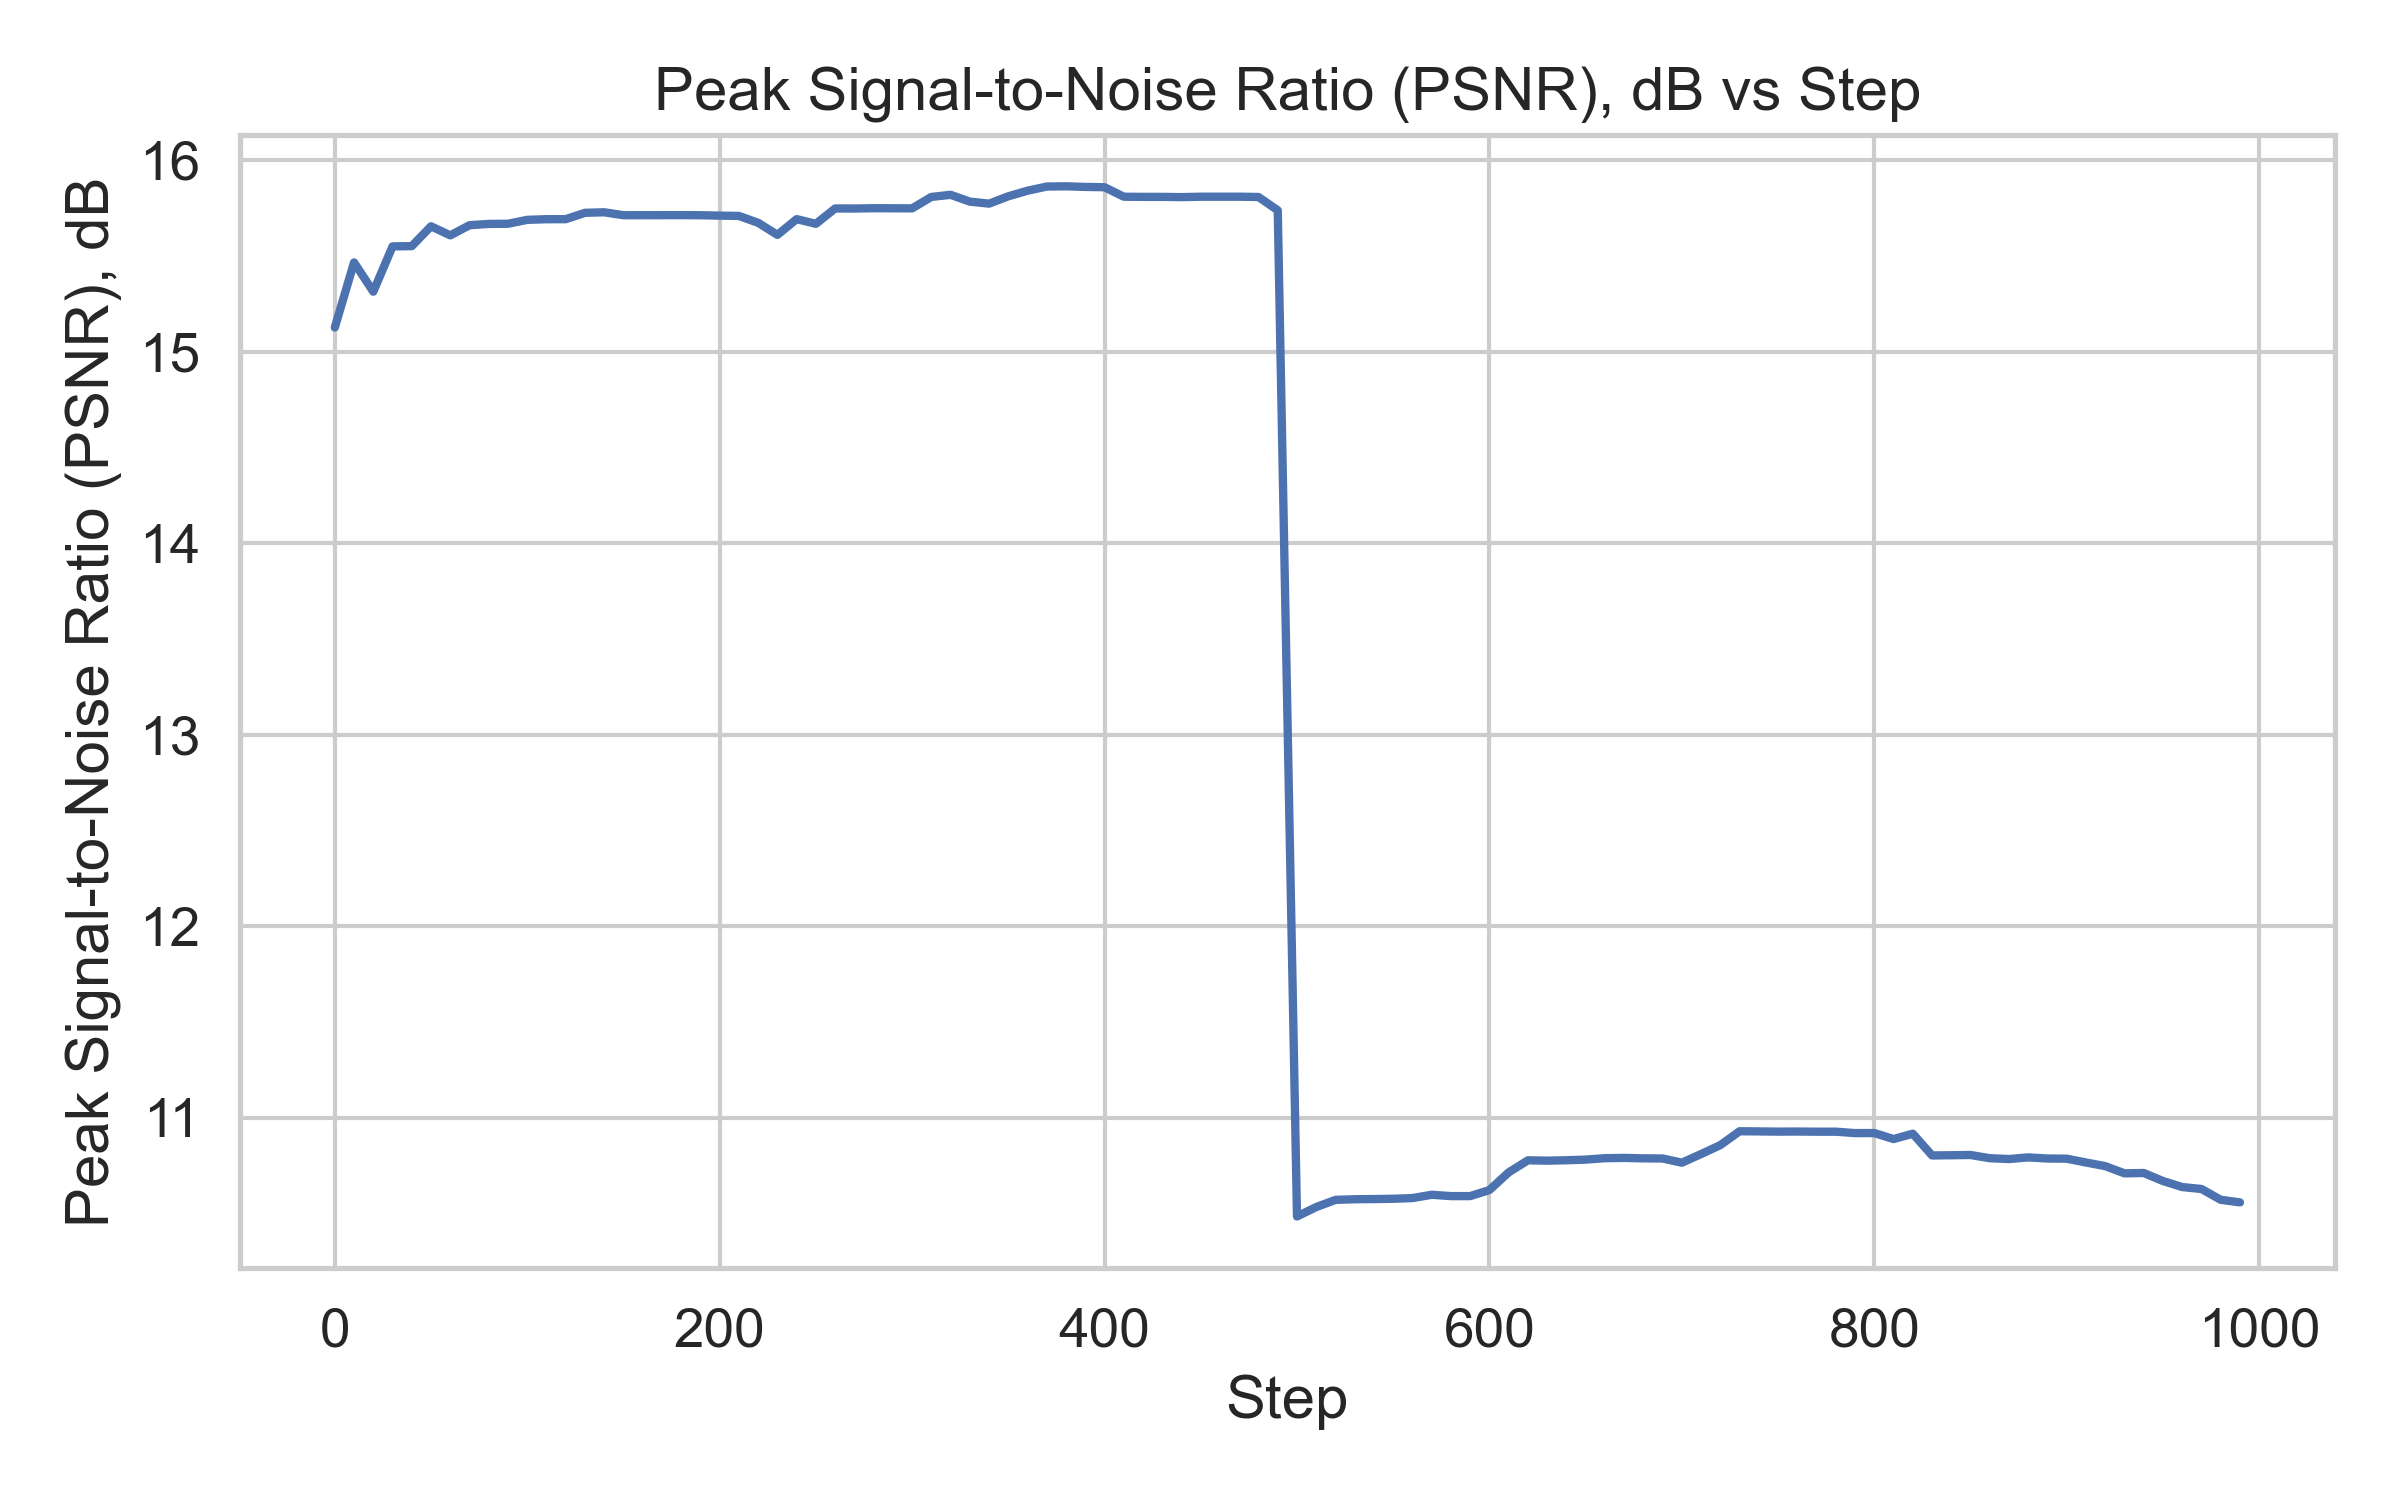 Peak Signal-to-Noise Ratio (PSNR), dB vs Step
Peak Signal-to-Noise Ratio (PSNR), dB
16
15
14
13
12
11
0 200 400 600 800 1000
Step